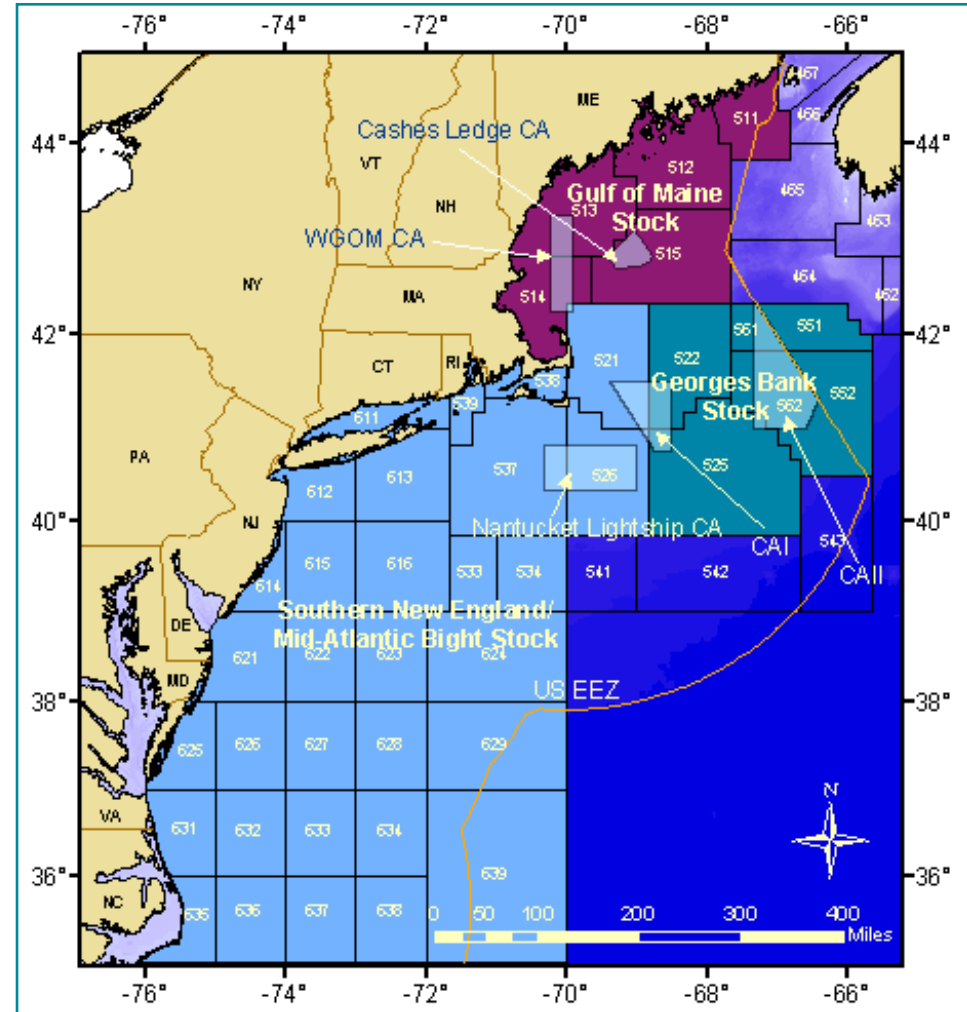 -76° -74° -72° -70° -68° -66°
467
ME
511
466
44°
44°
Cashes Ledge CA
VT
512
465
Gulf of Maine
Stock
513
NH
463
WGOM CA
515
464
462
NY
MA
514
42°
42°
561
551
521
522
CT
RI
538
Georges Bank
Stock
552
562
539
611
PA
537
526
525
613
612
Nantucket Lightship CA
NJ
40°
40°
CAI
543
CAII
615
616
533
534
541
542
614
Southern New England/
Mid-Atlantic Bight Stock
DE
621
622
623
624
MD
US EEZ
38°
38°
625
626
627
628
629
N
VA
631
632
633
634
36°
36°
639
NC
635
636
637
638
0 50 100 200 300 400
Miles
-76° -74° -72° -70° -68° -66°